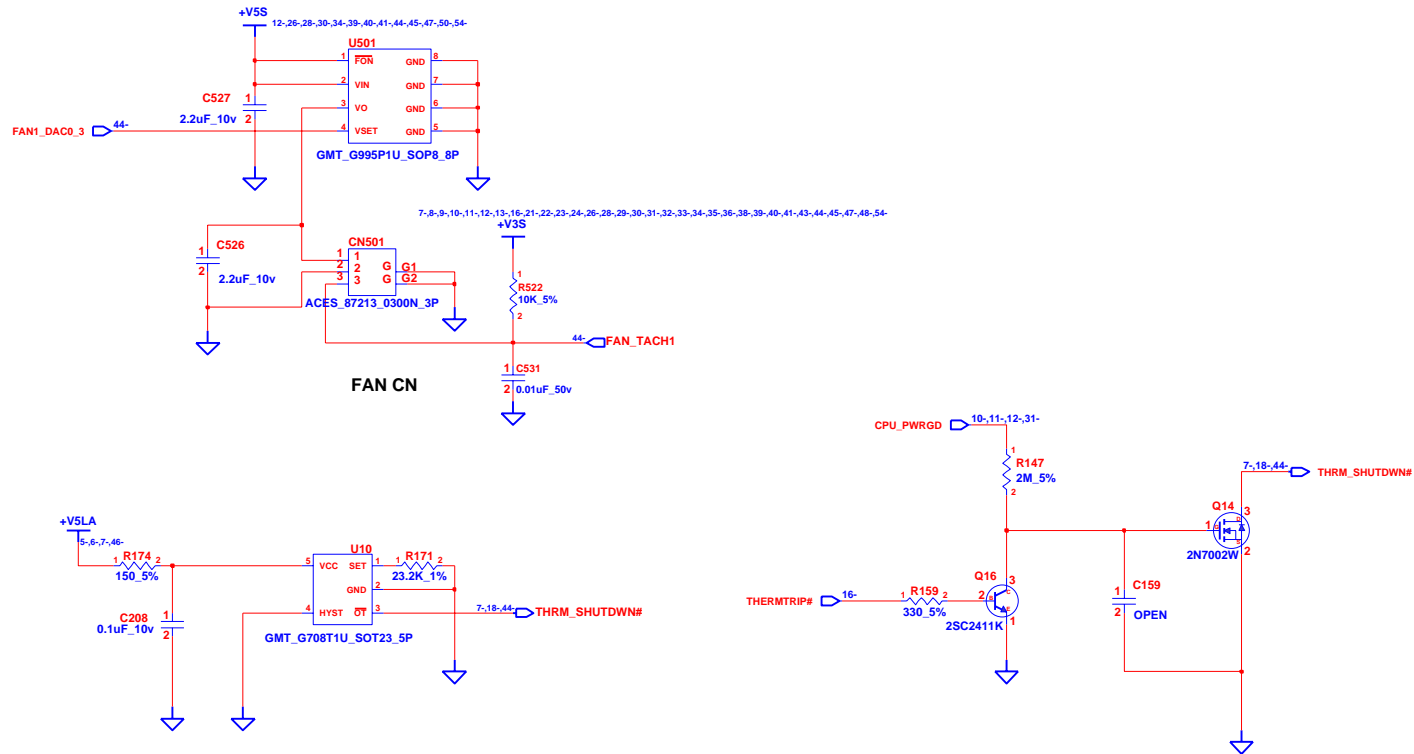 +V5S
12-,26-,28-,30-,34-,39-,40-,41-,44-,45-,47-,50-,54-
U501
1 FON GND 8
2 VIN GND 7
3 VO GND 6
4 VSET GND 5
GMT_G995P1U_SOP8_8P
C527
1
2
2.2uF_10v
FAN1_DAC0_3 44-
7-,8-,9-,10-,11-,12-,13-,16-,21-,22-,23-,24-,26-,28-,29-,30-,31-,32-,33-,34-,35-,36-,38-,39-,40-,41-,43-,44-,45-,47-,48-,54-
+V3S
C526
1
2
2.2uF_10v
CN501
1 1 G G1
2 2 G G2
3 3
ACES_87213_0300N_3P
1
R522
10K_5%
2
44- FAN_TACH1
1 C531
2 0.01uF_50v
FAN CN
CPU_PWRGD 10-,11-,12-,31-
1
R147
2M_5%
2
7-,18-,44- THRM_SHUTDWN#
Q14
3
1 G D S
2
2N7002W
+V5LA
5-,6-,7-,46-
1 R174 2
150_5%
U10
5 VCC SET 1
GND 2
4 HYST OT 3
GMT_G708T1U_SOT23_5P
1 R171 2
23.2K_1%
7-,18-,44- THRM_SHUTDWN#
C208
1
2
0.1uF_10v
THERMTRIP# 16-
1 R159 2
330_5%
Q16
3
2 B C E
1
2SC2411K
C159
1
2
OPEN